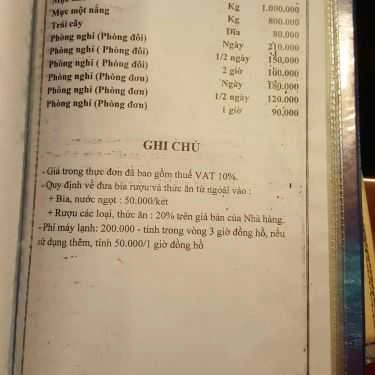 Mực một nắng Kg 1.000.000
Trái cây Kg 800.000
Phòng nghỉ (Phòng đôi) Dĩa 80.000
Phòng nghỉ ( Phòng đôi) Ngày 210.000
Phòng nghỉ ( Phòng đôi) 1/2 ngày 150,000
Phòng nghỉ (Phòng đơn) 2 giờ 100,000
Phòng nghỉ (Phòng đơn) Ngày 180.000
Phòng nghỉ (Phòng đơn) 1/2 ngày 120.000
1 giờ 90,000
GHI CHÚ
- Giá trong thực đơn đã bao gồm thuế VAT 10%.
- Quy định về đưa bia rượu và thức ăn từ ngoài vào :
+ Bia, nước ngọt : 50.000/két
+ Rượu các loại, thức ăn : 20% trên giá bán của Nhà hàng.
- Phí máy lạnh: 200.000 - tính trong vòng 3 giờ đồng hồ, nếu
sử dụng thêm, tính 50.000/1 giờ đồng hồ